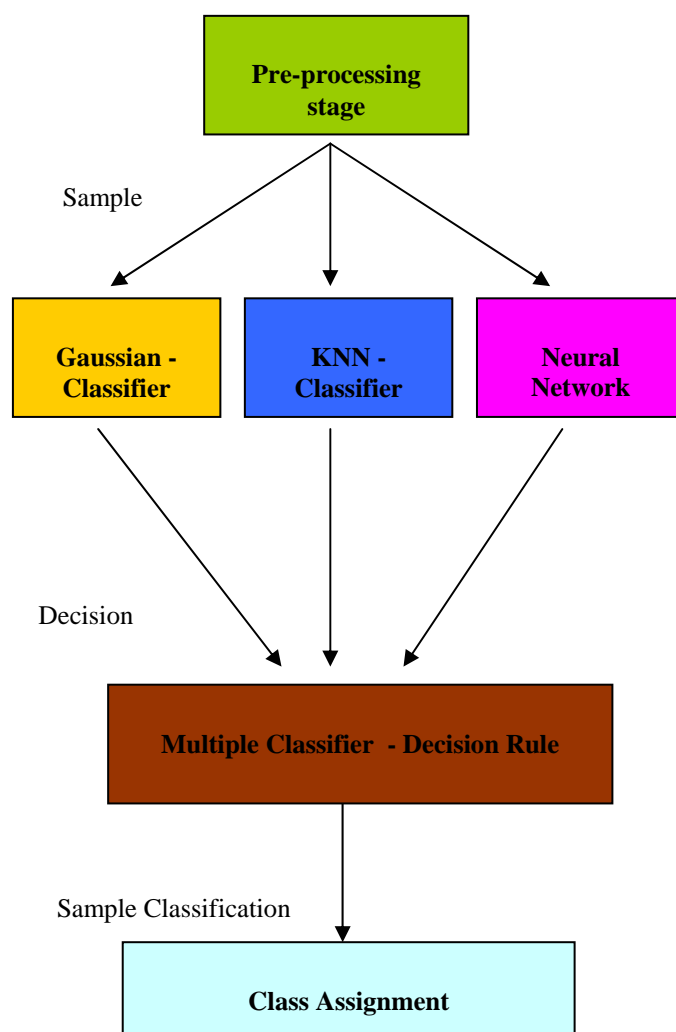 Pre-processing
stage
Sample
Gaussian -
Classifier
KNN -
Classifier
Neural
Network
Decision
Multiple Classifier - Decision Rule
Sample Classification
Class Assignment